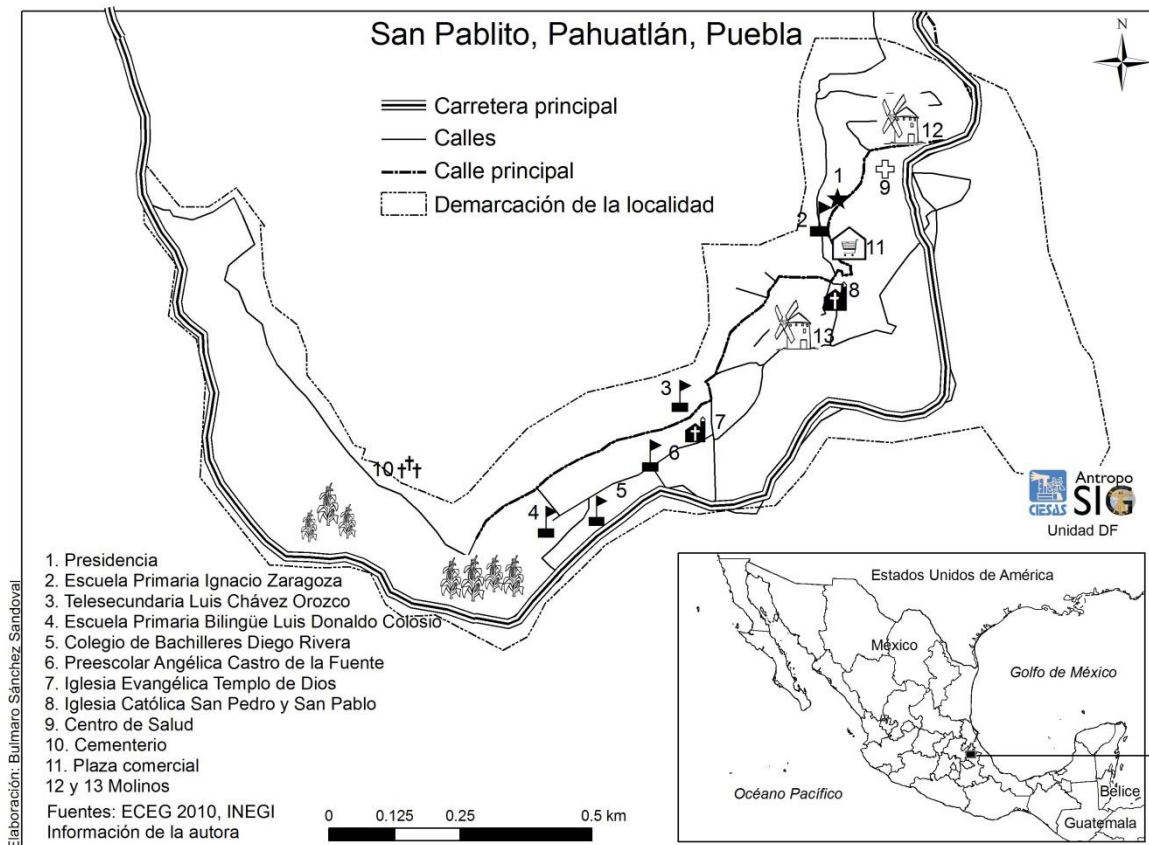 San Pablito, Pahuatlán, Puebla
N
Carretera principal
Calles
Calle principal
Demarcación de la localidad
12
1
9
2
11
8
13
3
7
6
10
5
4
CIESAS
Antropo
SIG
Unidad DF
1. Presidencia
2. Escuela Primaria Ignacio Zaragoza
3. Telesecundaria Luis Chávez Orozco
4. Escuela Primaria Bilingüe Luis Donaldo Colosio
5. Colegio de Bachilleres Diego Rivera
6. Preescolar Angélica Castro de la Fuente
7. Iglesia Evangélica Templo de Dios
8. Iglesia Católica San Pedro y San Pablo
9. Centro de Salud
10. Cementerio
11. Plaza comercial
12 y 13 Molinos
Fuentes: ECEG 2010, INEGI
Información de la autora
0 0.125 0.25 0.5 km
Elaboración: Bulmaro Sánchez Sandoval
Estados Unidos de América
México
Golfo de México
Océano Pacífico
Belice
Guatemala